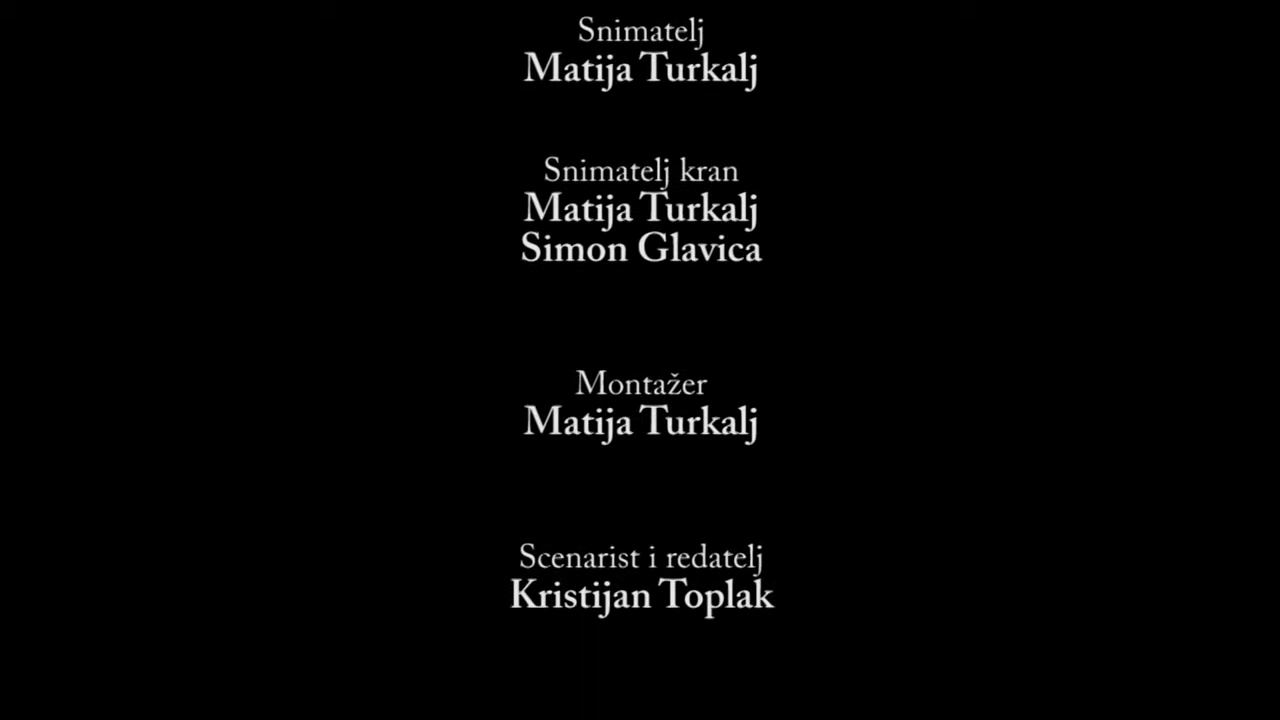 Snimatelj
Matija Turkalj
Snimatelj kran
Matija Turkalj
Simon Glavica
Montažer
Matija Turkalj
Scenarist i redatelj
Kristijan Toplak